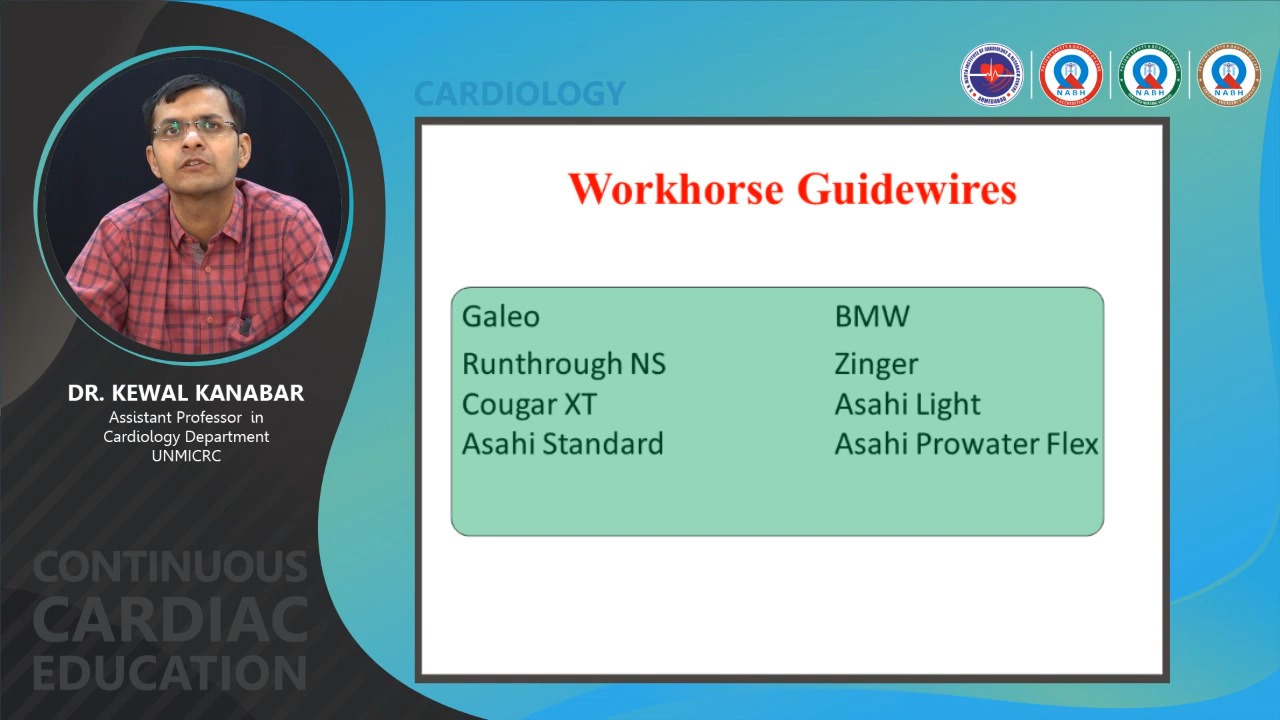 CARDIOLOGY
NABH
NABH
NABH
Workhorse Guidewires
Galeo BMW
Runthrough NS Zinger
Cougar XT Asahi Light
Asahi Standard Asahi Prowater Flex
DR. KEWAL KANABAR
Assistant Professor in
Cardiology Department
UNMICRC
CONTINUOUS
CARDIAC
EDUCATION